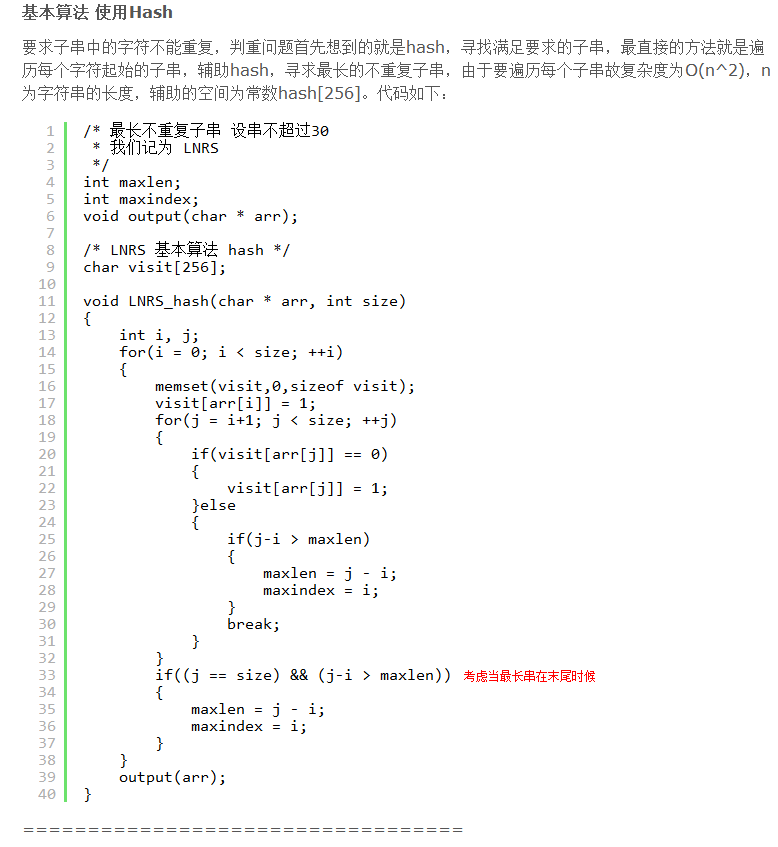 基本算法 使用Hash
要求子串中的字符不能重复，判重问题首先想到的就是hash，寻找满足要求的子串，最直接的方法就是遍
历每个字符起始的子串，辅助hash，寻求最长的不重复子串，由于要遍历每个子串故复杂度为O(n^2)，n
为字符串的长度，辅助的空间为常数hash[256]。代码如下：
1 /* 最长不重复子串 设串不超过30
2  * 我们记为 LNRS
3  */
4 int maxlen;
5 int maxindex;
6 void output(char * arr);
7
8 /* LNRS 基本算法 hash */
9 char visit[256];
10
11 void LNRS_hash(char * arr, int size)
12 {
13     int i, j;
14     for(i = 0; i < size; ++i)
15     {
16         memset(visit,0,sizeof visit);
17         visit[arr[i]] = 1;
18         for(j = i+1; j < size; ++j)
19         {
20             if(visit[arr[j]] == 0)
21             {
22                 visit[arr[j]] = 1;
23             }else
24             {
25                 if(j-i > maxlen)
26                 {
27                     maxlen = j - i;
28                     maxindex = i;
29                 }
30                 break;
31             }
32         }
33         if((j == size) && (j-i > maxlen)) 考虑当最长串在末尾时候
34         {
35             maxlen = j - i;
36             maxindex = i;
37         }
38     }
39     output(arr);
40 }
==================================